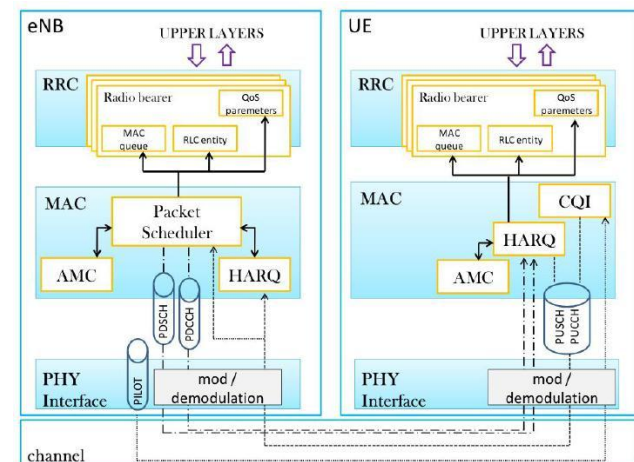 eNB
UPPER LAYERS
RRC
Radio bearer
QoS
paremeters
MAC
queue
RLC entity
MAC
Packet
Scheduler
AMC
HARQ
PDSCH
PDCCH
PILOT
PHY
Interface
mod /
demodulation
UE
UPPER LAYERS
RRC
Radio bearer
QoS
paremeters
MAC
queue
RLC entity
MAC
CQI
HARQ
AMC
PUSCH
PUCCH
PHY
Interface
mod /
demodulation
channel